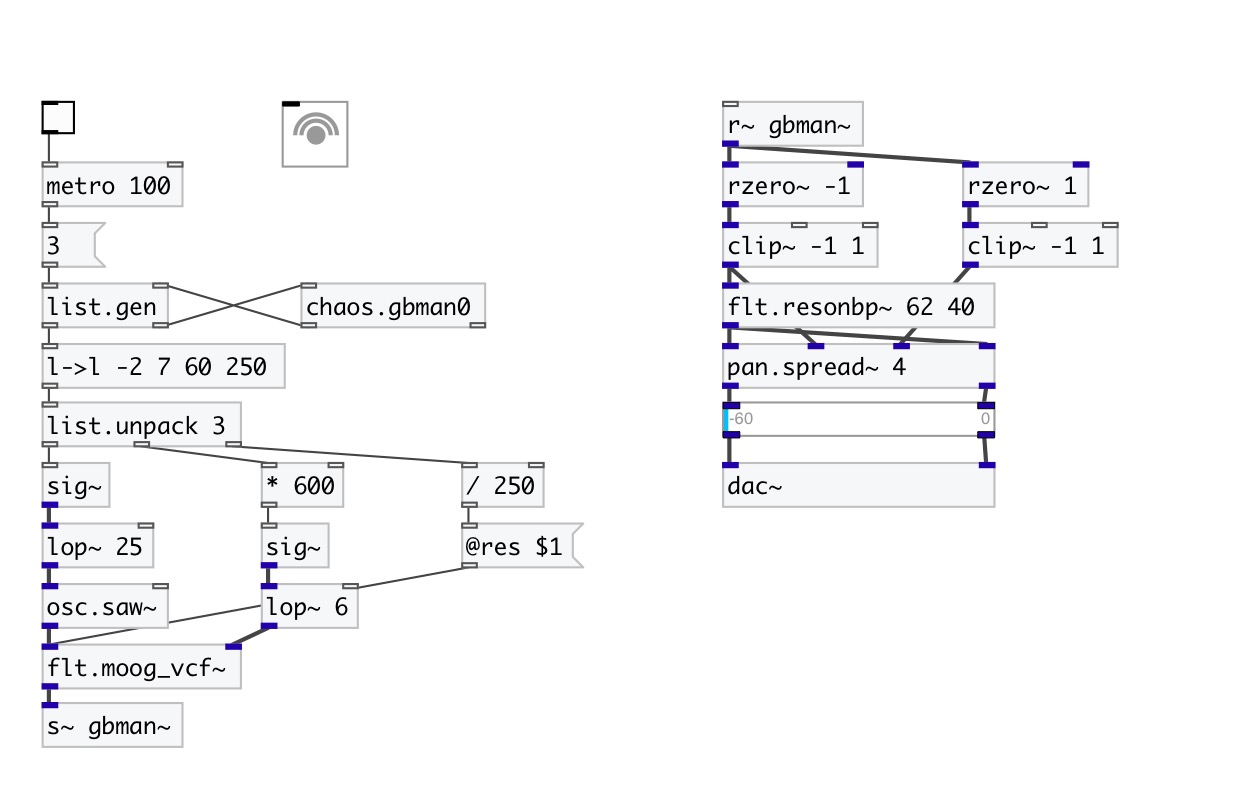 r~ gbman~
metro 100
rzero~ -1
rzero~ 1
3
clip~ -1 1
clip~ -1 1
list.gen
chaos.gbman0
flt.resonbp~ 62 40
l->l -2 7 60 250
pan.spread~ 4
list.unpack 3
-60
0
sig~
* 600
/ 250
dac~
lop~ 25
sig~
@res $1
osc.saw~
lop~ 6
flt.moog_vcf~
s~ gbman~